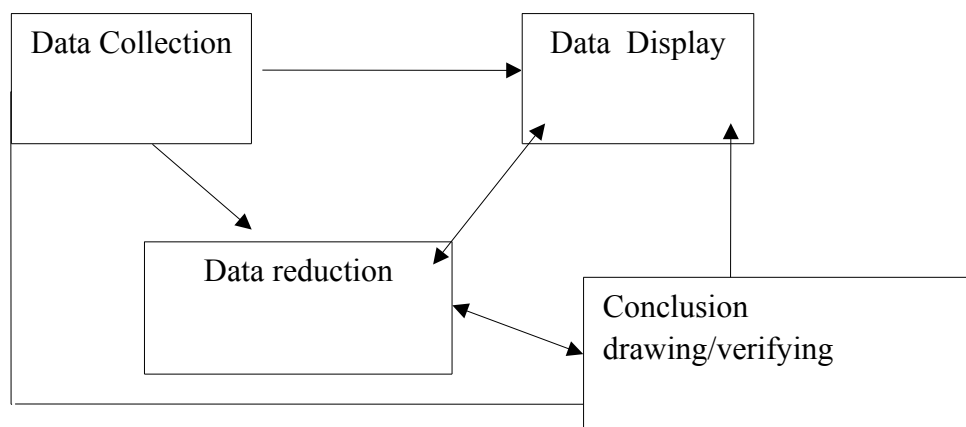 Data Collection
Data  Display
Data reduction
Conclusion
drawing/verifying